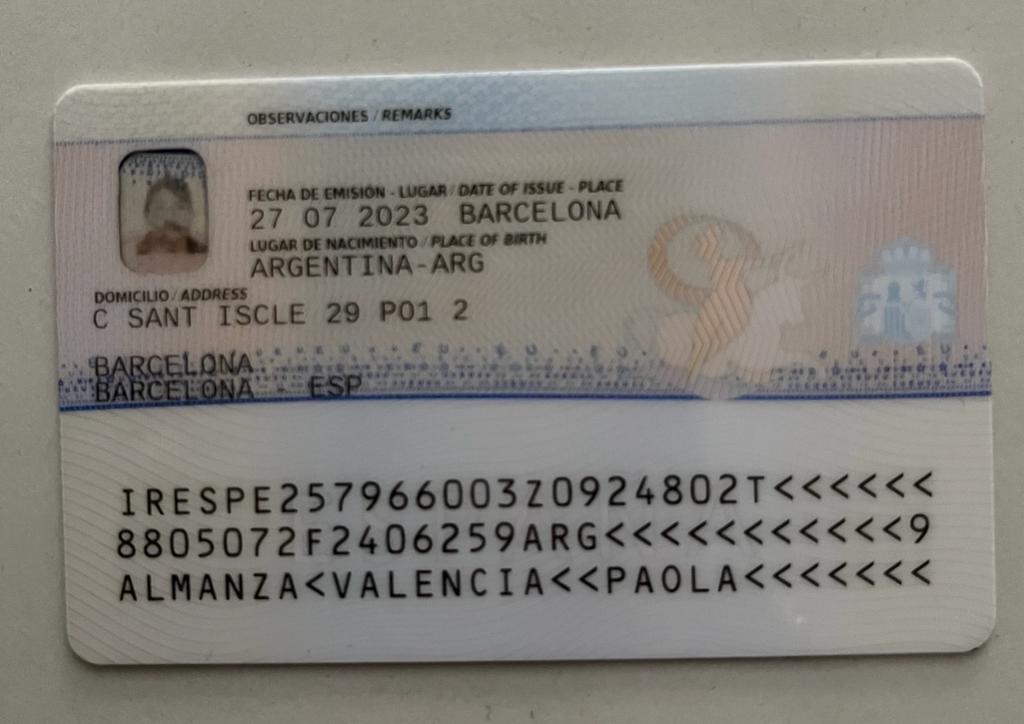 OBSERVACIONES / REMARKS
FECHA DE EMISIÓN - LUGAR / DATE OF ISSUE - PLACE
27 07 2023 BARCELONA
LUGAR DE NACIMIENTO / PLACE OF BIRTH
ARGENTINA-ARG
DOMICILIO / ADDRESS
C SANT ISCLE 29 P01 2
BARCELONA
BARCELONA - ESP
IRESPE257966003Z0924802T<<<<<<
8805072F2406259ARG<<<<<<<<<<<9
ALMANZA<VALENCIA<<PAOLA<<<<<<<